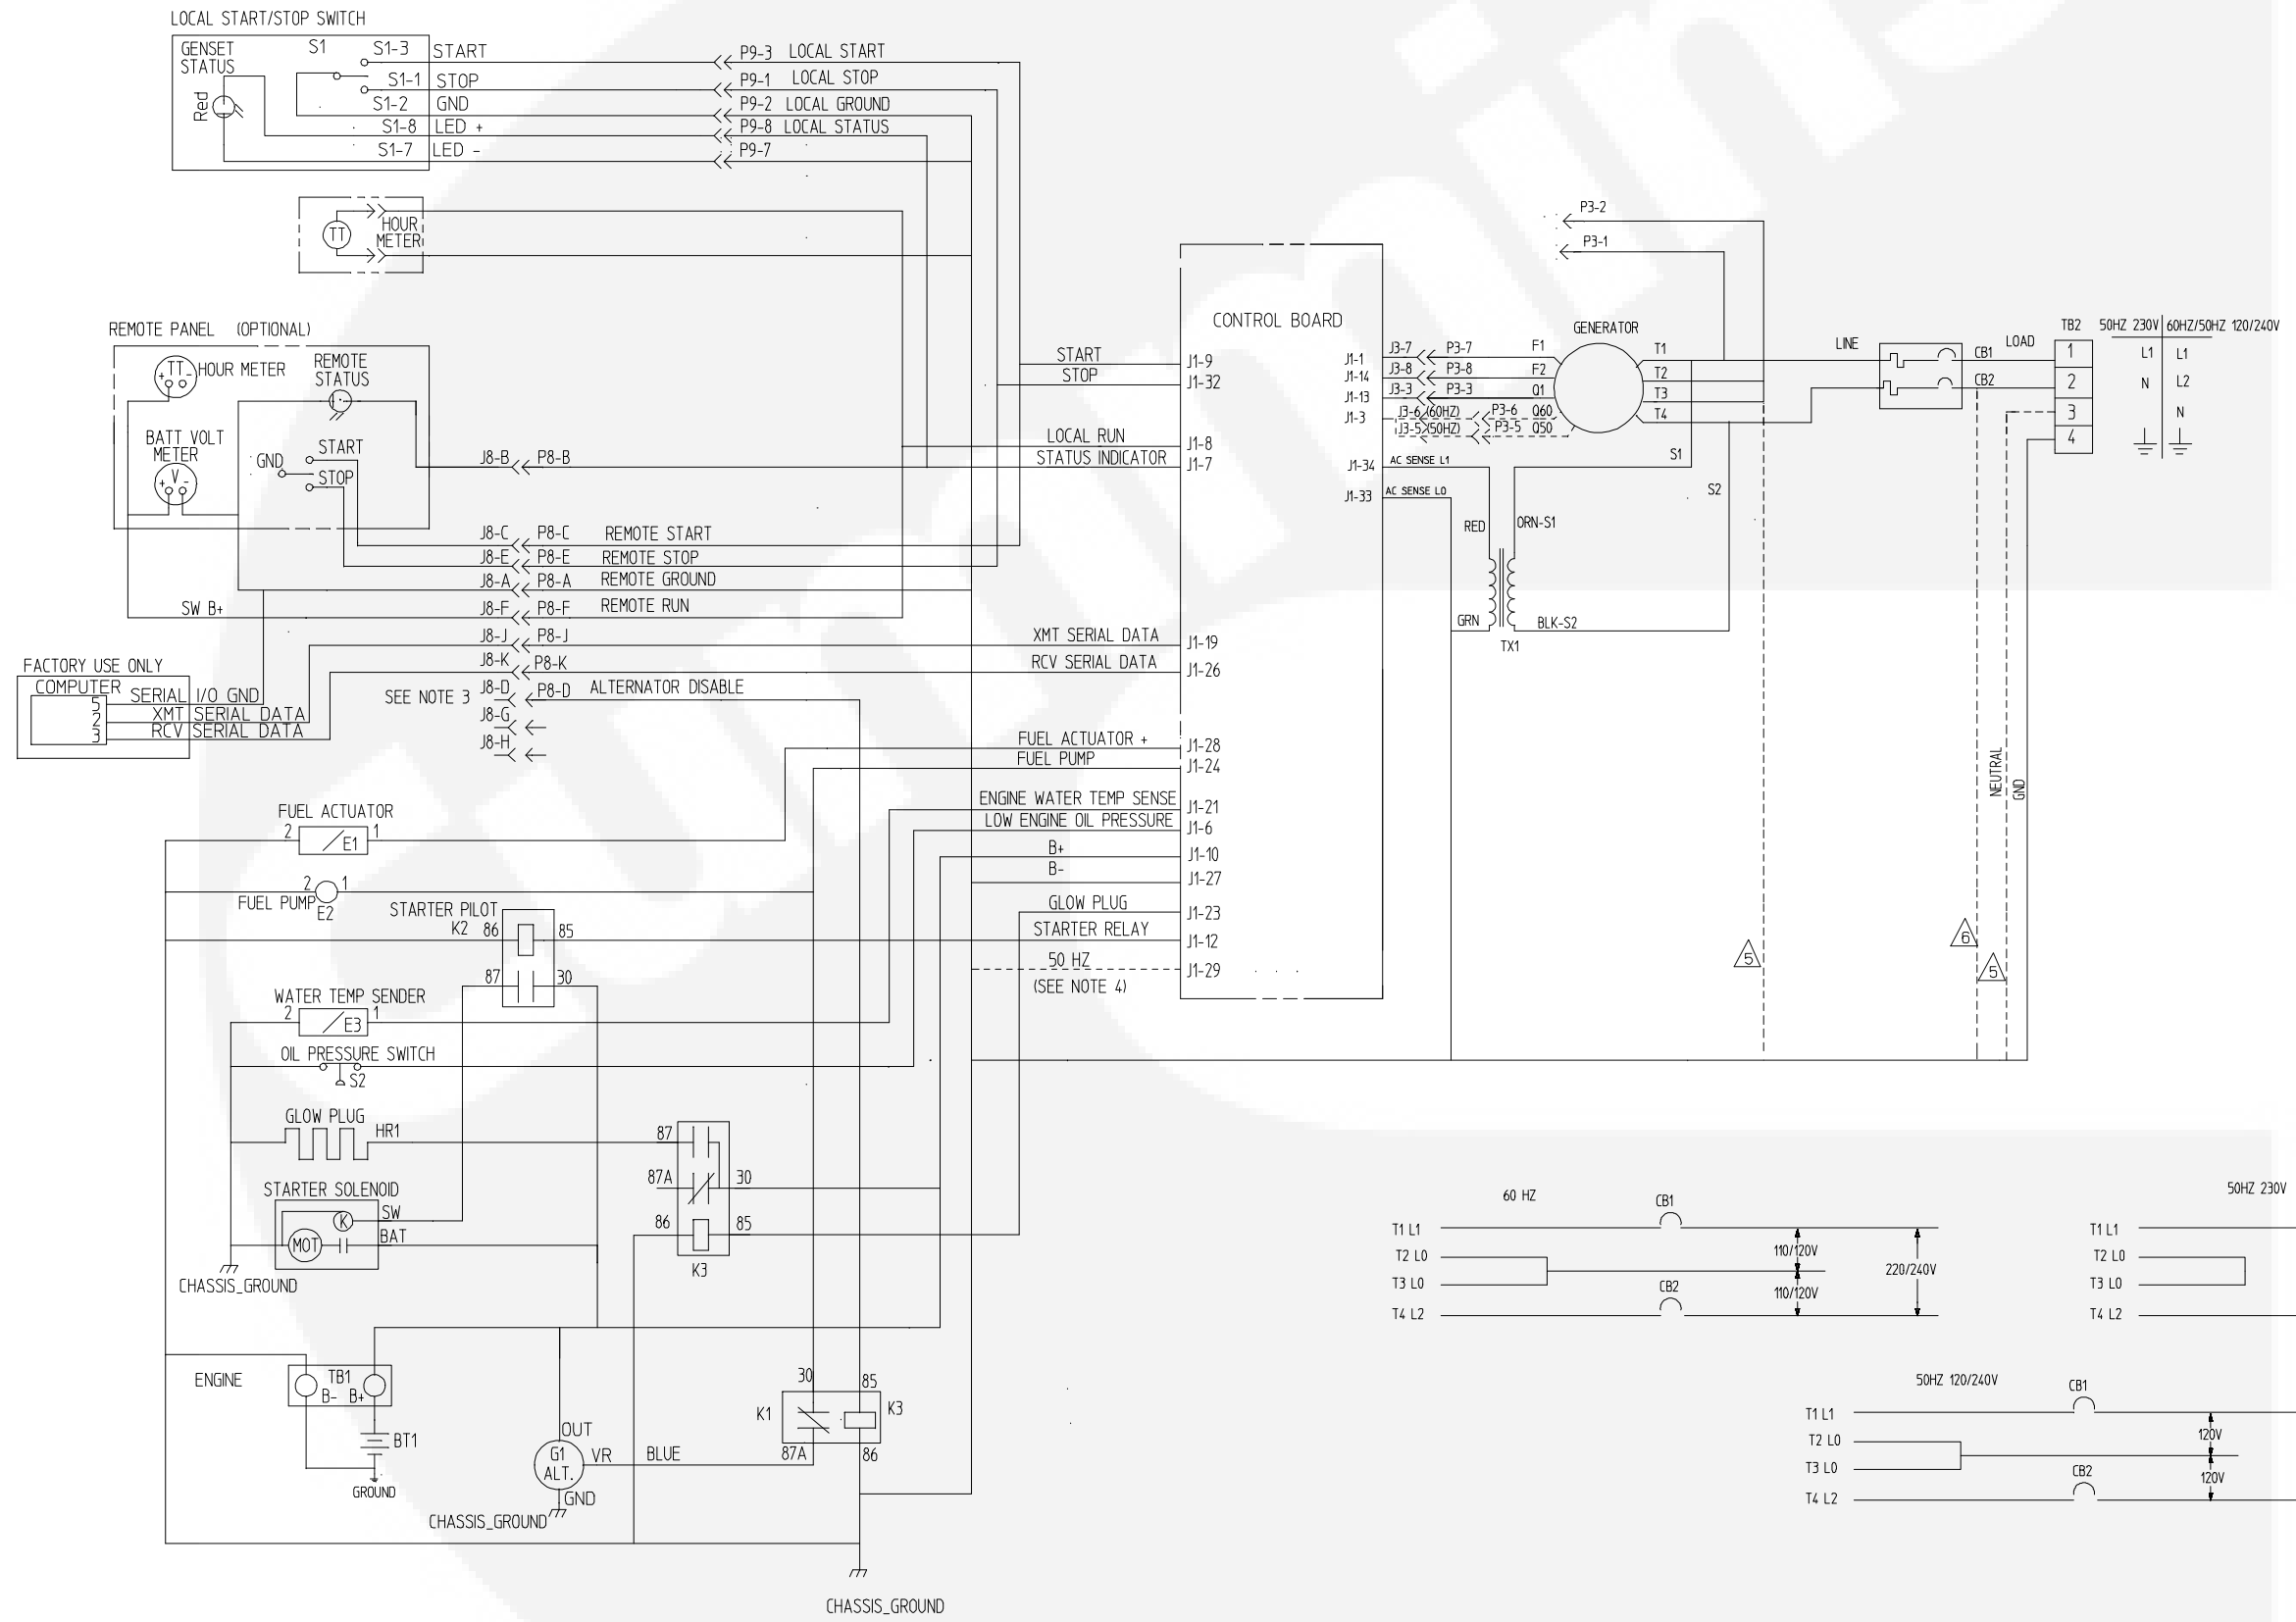 LOCAL START/STOP SWITCH
GENSET
STATUS
Red
S1
S1-3 START
S1-1 STOP
S1-2 GND
S1-8 LED +
S1-7 LED -
P9-3 LOCAL START
P9-1 LOCAL STOP
P9-2 LOCAL GROUND
P9-8 LOCAL STATUS
P9-7
TT
HOUR
METER
REMOTE PANEL (OPTIONAL)
+ TT -
HOUR METER
REMOTE
STATUS
BATT VOLT
METER
+ V -
GND
START
STOP
SW B+
J8-B P8-B
J8-C P8-C REMOTE START
J8-E P8-E REMOTE STOP
J8-A P8-A REMOTE GROUND
J8-F P8-F REMOTE RUN
J8-J P8-J
J8-K P8-K
SEE NOTE 3 J8-D P8-D ALTERNATOR DISABLE
J8-G
J8-H
FACTORY USE ONLY
COMPUTER
5 SERIAL I/O GND
2 XMT SERIAL DATA
3 RCV SERIAL DATA
CONTROL BOARD
START J1-9
STOP J1-32
LOCAL RUN J1-8
STATUS INDICATOR J1-7
XMT SERIAL DATA J1-19
RCV SERIAL DATA J1-26
FUEL ACTUATOR + J1-28
FUEL PUMP J1-24
ENGINE WATER TEMP SENSE J1-21
LOW ENGINE OIL PRESSURE J1-6
B+ J1-10
B- J1-27
GLOW PLUG J1-23
STARTER RELAY J1-12
50 HZ J1-29
(SEE NOTE 4)
J1-1 J3-7 P3-7 F1
J1-14 J3-8 P3-8 F2
J1-13 J3-3 P3-3 Q1
J1-3 J3-6 (60HZ) P3-6 Q60
J3-5 (50HZ) P3-5 Q50
J1-34 AC SENSE L1
J1-33 AC SENSE L0
P3-2
P3-1
GENERATOR
T1
T2
T3
T4
S1
S2
RED
ORN-S1
GRN
BLK-S2
TX1
LINE
CB1
CB2
LOAD
TB2
1
2
3
4
50HZ 230V 60HZ/50HZ 120/240V
L1 L1
N L2
N
NEUTRAL
GND
5
6
5
FUEL ACTUATOR
2 E1 1
2 1
FUEL PUMP
E2
STARTER PILOT
K2
86 85
87 30
WATER TEMP SENDER
2 E3 1
OIL PRESSURE SWITCH
S2
GLOW PLUG
HR1
87
87A 30
86 85
K3
STARTER SOLENOID
K SW
MOT BAT
CHASSIS_GROUND
ENGINE
TB1
B- B+
BT1
GROUND
OUT
G1
ALT.
VR BLUE
GND
CHASSIS_GROUND
30 85
K1 K3
87A 86
CHASSIS_GROUND
60 HZ
CB1
T1 L1
T2 L0
T3 L0
T4 L2
110/120V
110/120V
220/240V
CB2
50HZ 230V
T1 L1
T2 L0
T3 L0
T4 L2
50HZ 120/240V
CB1
T1 L1
T2 L0
T3 L0
T4 L2
120V
120V
CB2
Cummins